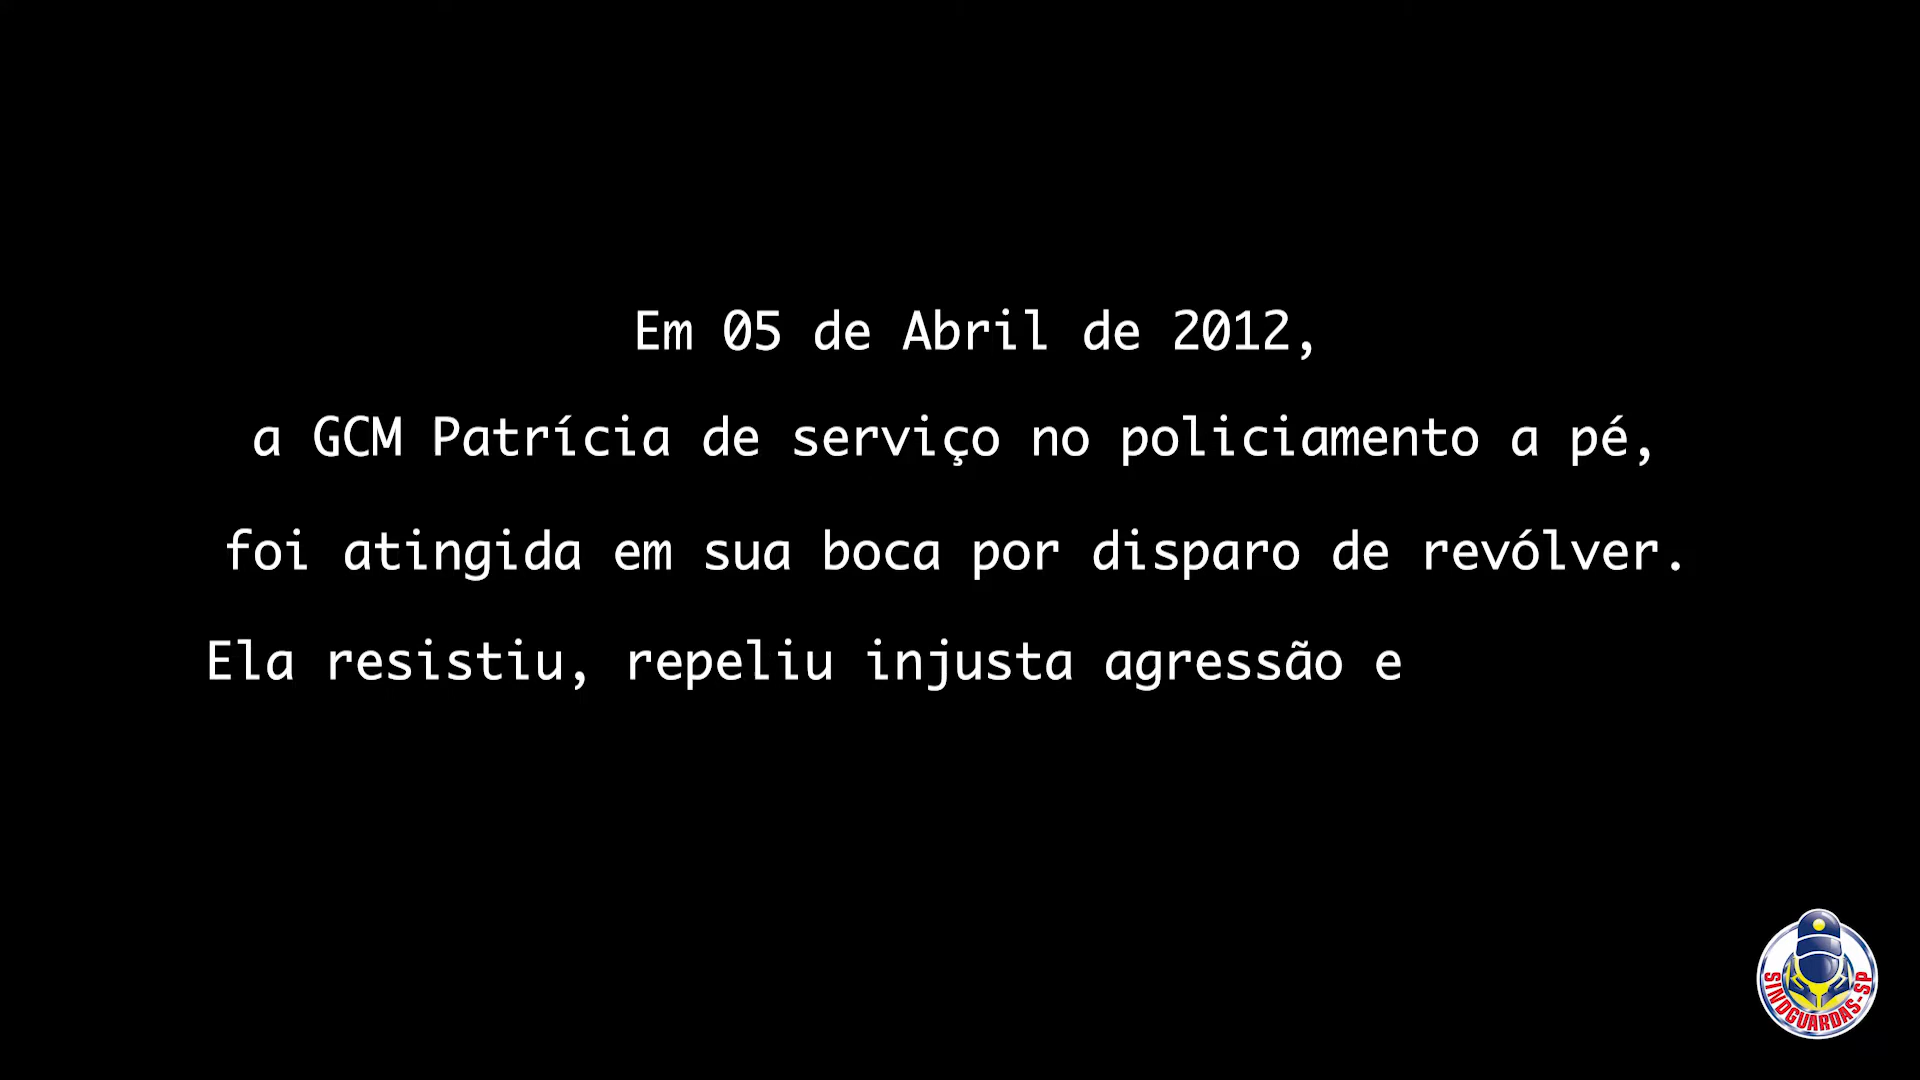 Em 05 de Abril de 2012,
a GCM Patrícia de serviço no policiamento a pé,
foi atingida em sua boca por disparo de revólver.
Ela resistiu, repeliu injusta agressão e
SINDGUARDAS-SP